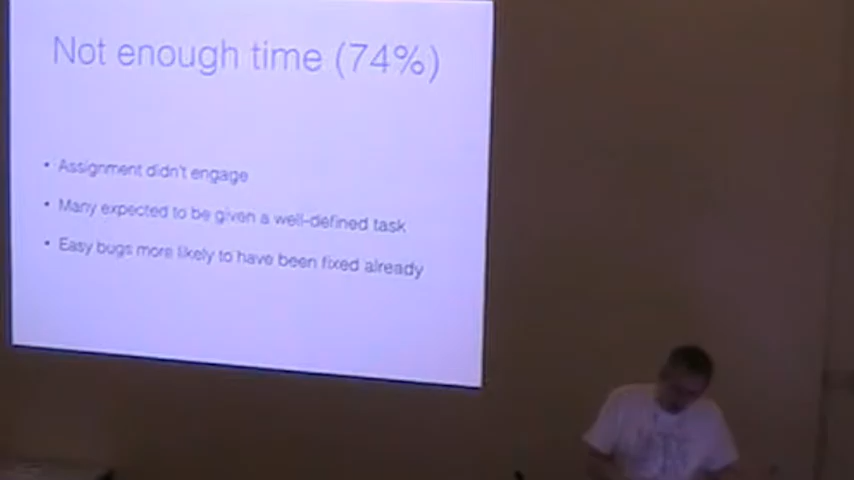 Not enough time (74%)
• Assignment didn't engage
• Many expected to be given a well-defined task
• Easy bugs more likely to have been fixed already